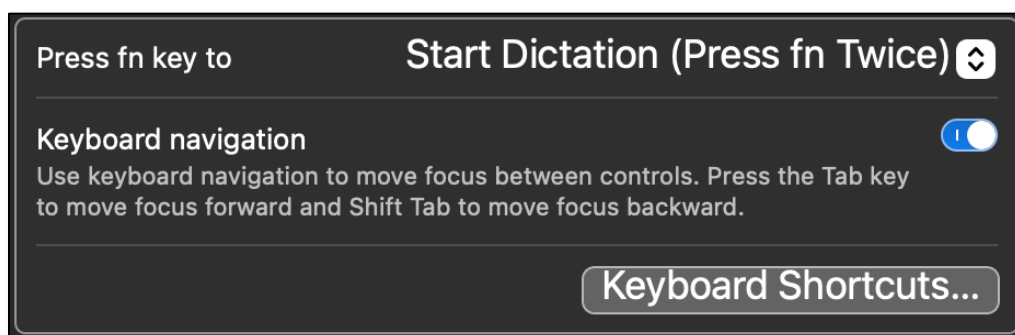 Press fn key to Start Dictation (Press fn Twice)
Keyboard navigation
Use keyboard navigation to move focus between controls. Press the Tab key
to move focus forward and Shift Tab to move focus backward.
Keyboard Shortcuts...